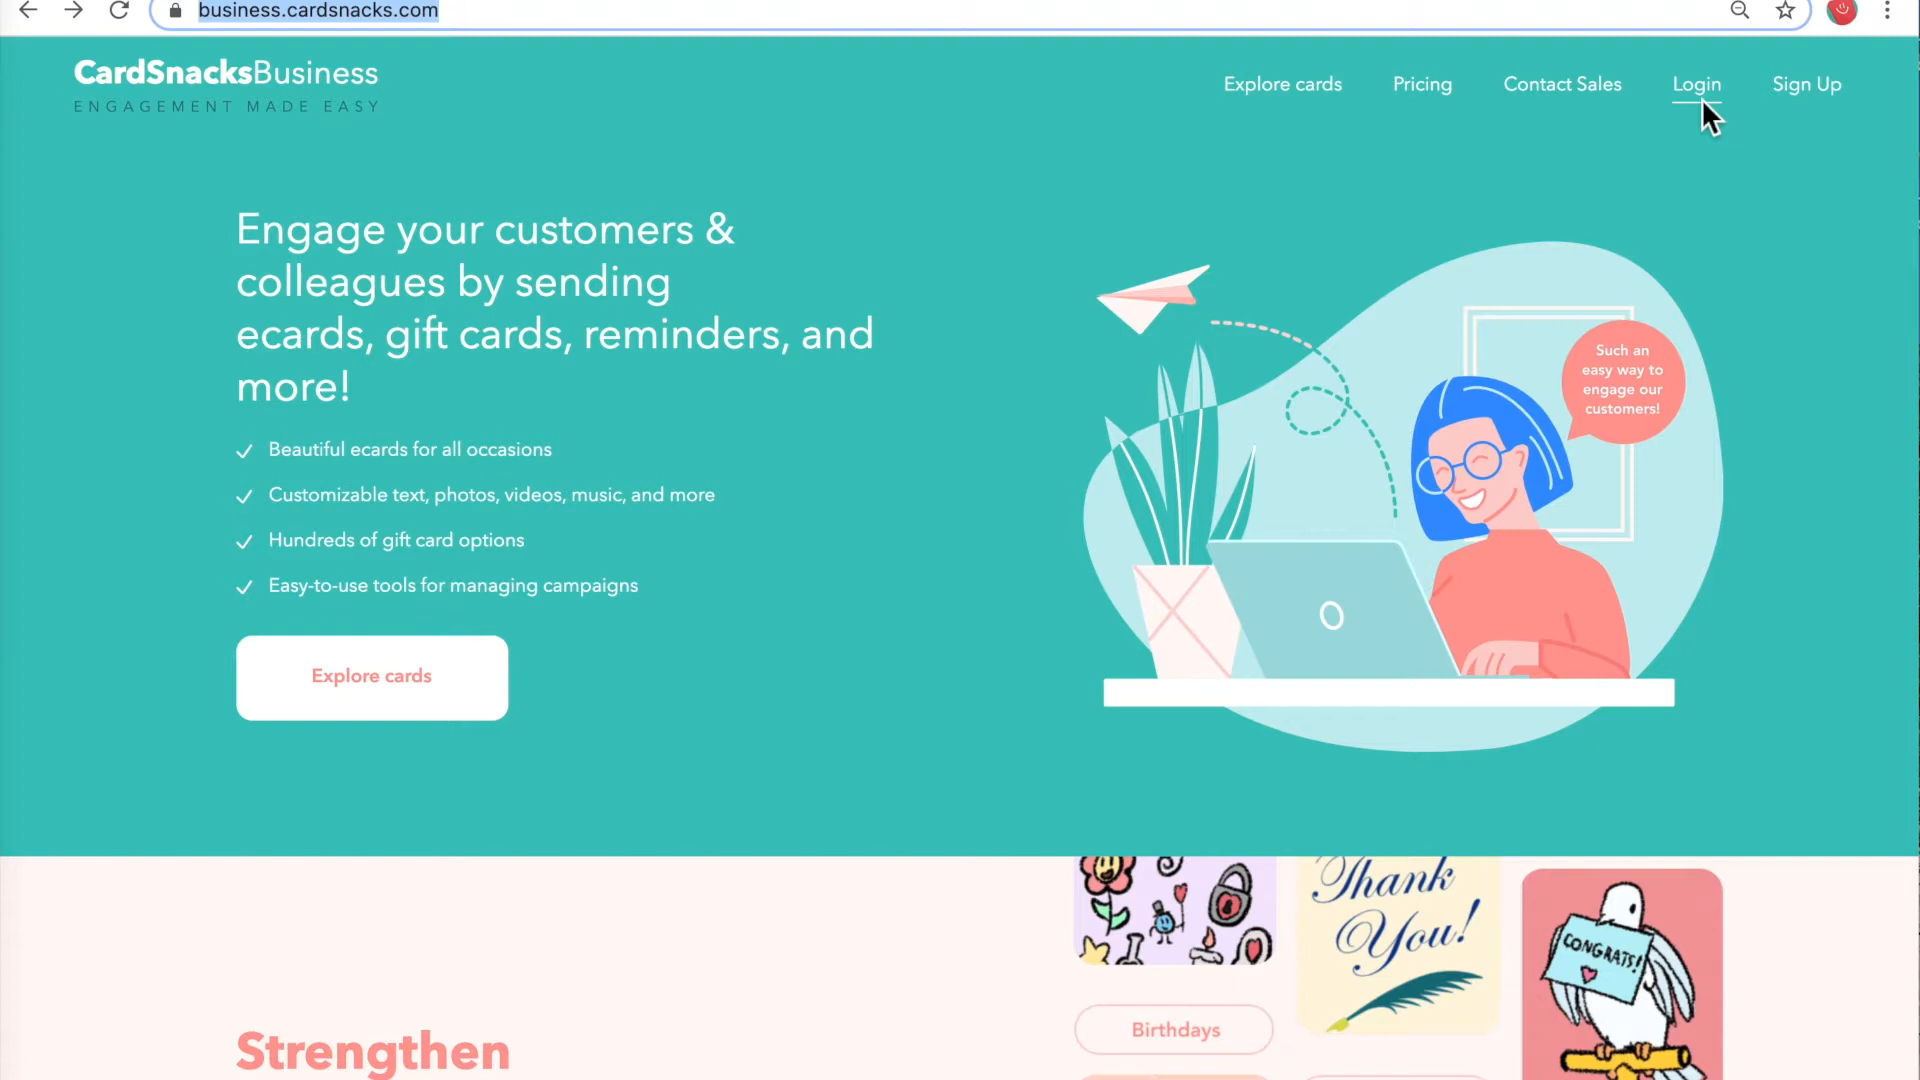 business.cardsnacks.com
CardSnacksBusiness
ENGAGEMENT MADE EASY
Explore cards
Pricing
Contact Sales
Login
Sign Up
Engage your customers &
colleagues by sending
ecards, gift cards, reminders, and
more!
Beautiful ecards for all occasions
Customizable text, photos, videos, music, and more
Hundreds of gift card options
Easy-to-use tools for managing campaigns
Explore cards
Such an
easy way to
engage our
customers!
Thank
You!
CONGRATS!
Birthdays
Strengthen